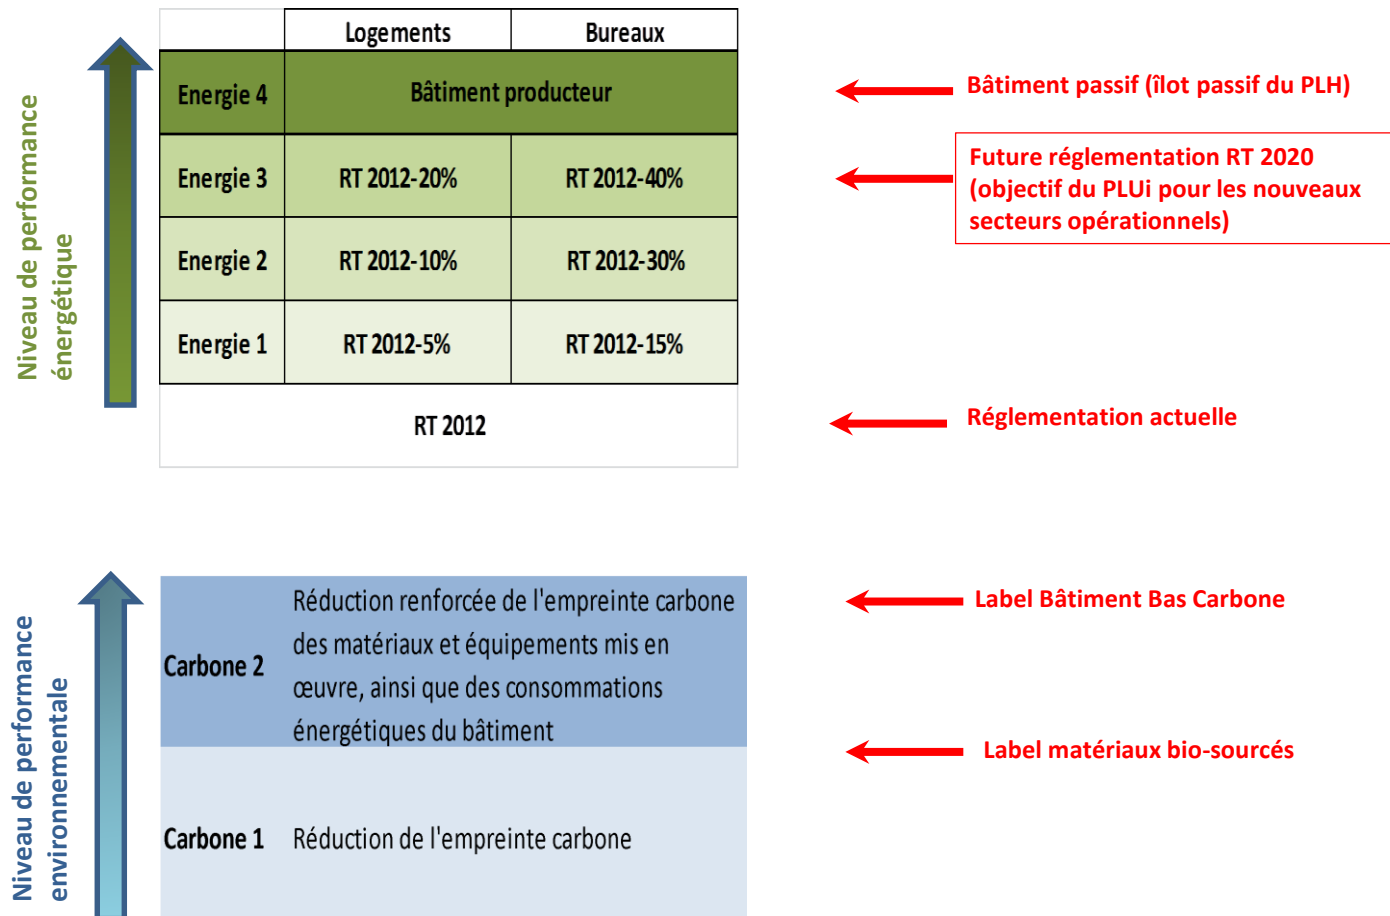 Logements Bureaux
Niveau de performance
énergétique
Energie 4 Bâtiment producteur
Bâtiment passif (îlot passif du PLH)
Energie 3 RT 2012-20% RT 2012-40%
Future réglementation RT 2020
(objectif du PLUi pour les nouveaux
secteurs opérationnels)
Energie 2 RT 2012-10% RT 2012-30%
Energie 1 RT 2012-5% RT 2012-15%
RT 2012
Réglementation actuelle
Niveau de performance
environnementale
Carbone 2
Réduction renforcée de l'empreinte carbone
des matériaux et équipements mis en
œuvre, ainsi que des consommations
énergétiques du bâtiment
Label Bâtiment Bas Carbone
Label matériaux bio-sourcés
Carbone 1 Réduction de l'empreinte carbone